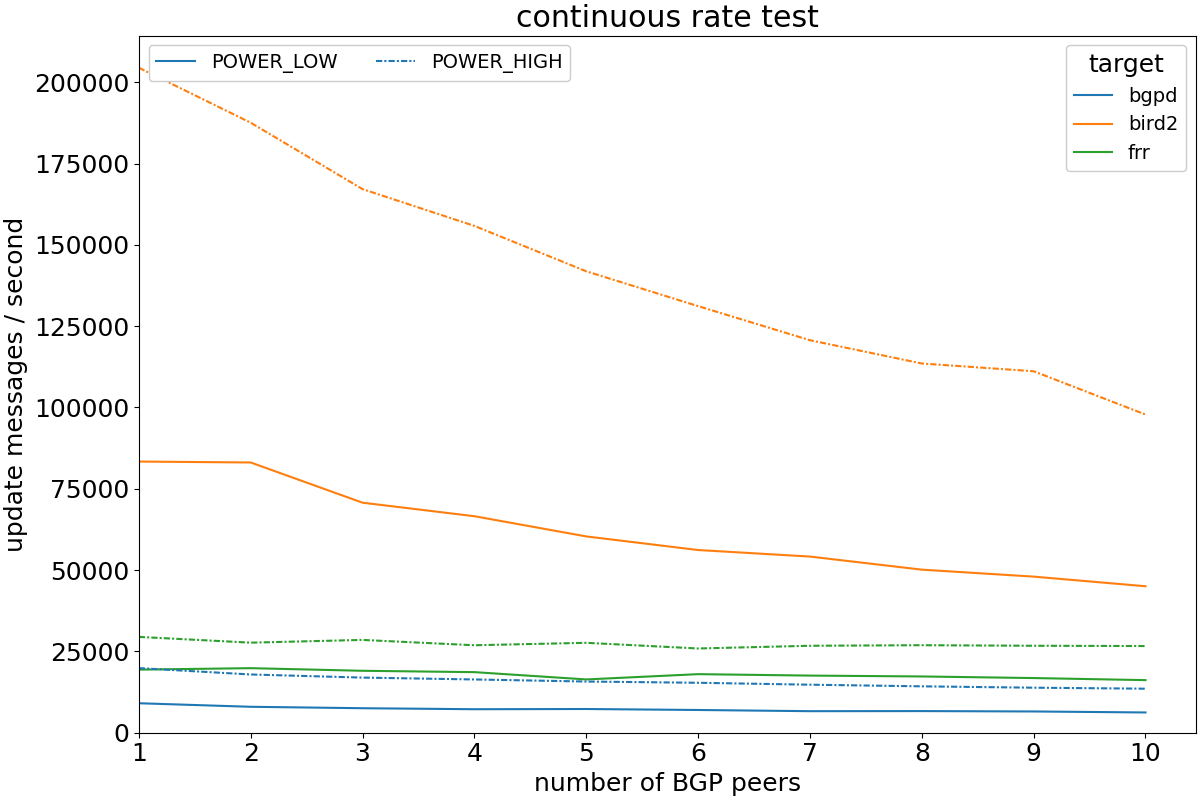 continuous rate test
POWER_LOW POWER_HIGH
target
bgpd
bird2
frr
update messages / second
200000
175000
150000
125000
100000
75000
50000
25000
0
1 2 3 4 5 6 7 8 9 10
number of BGP peers